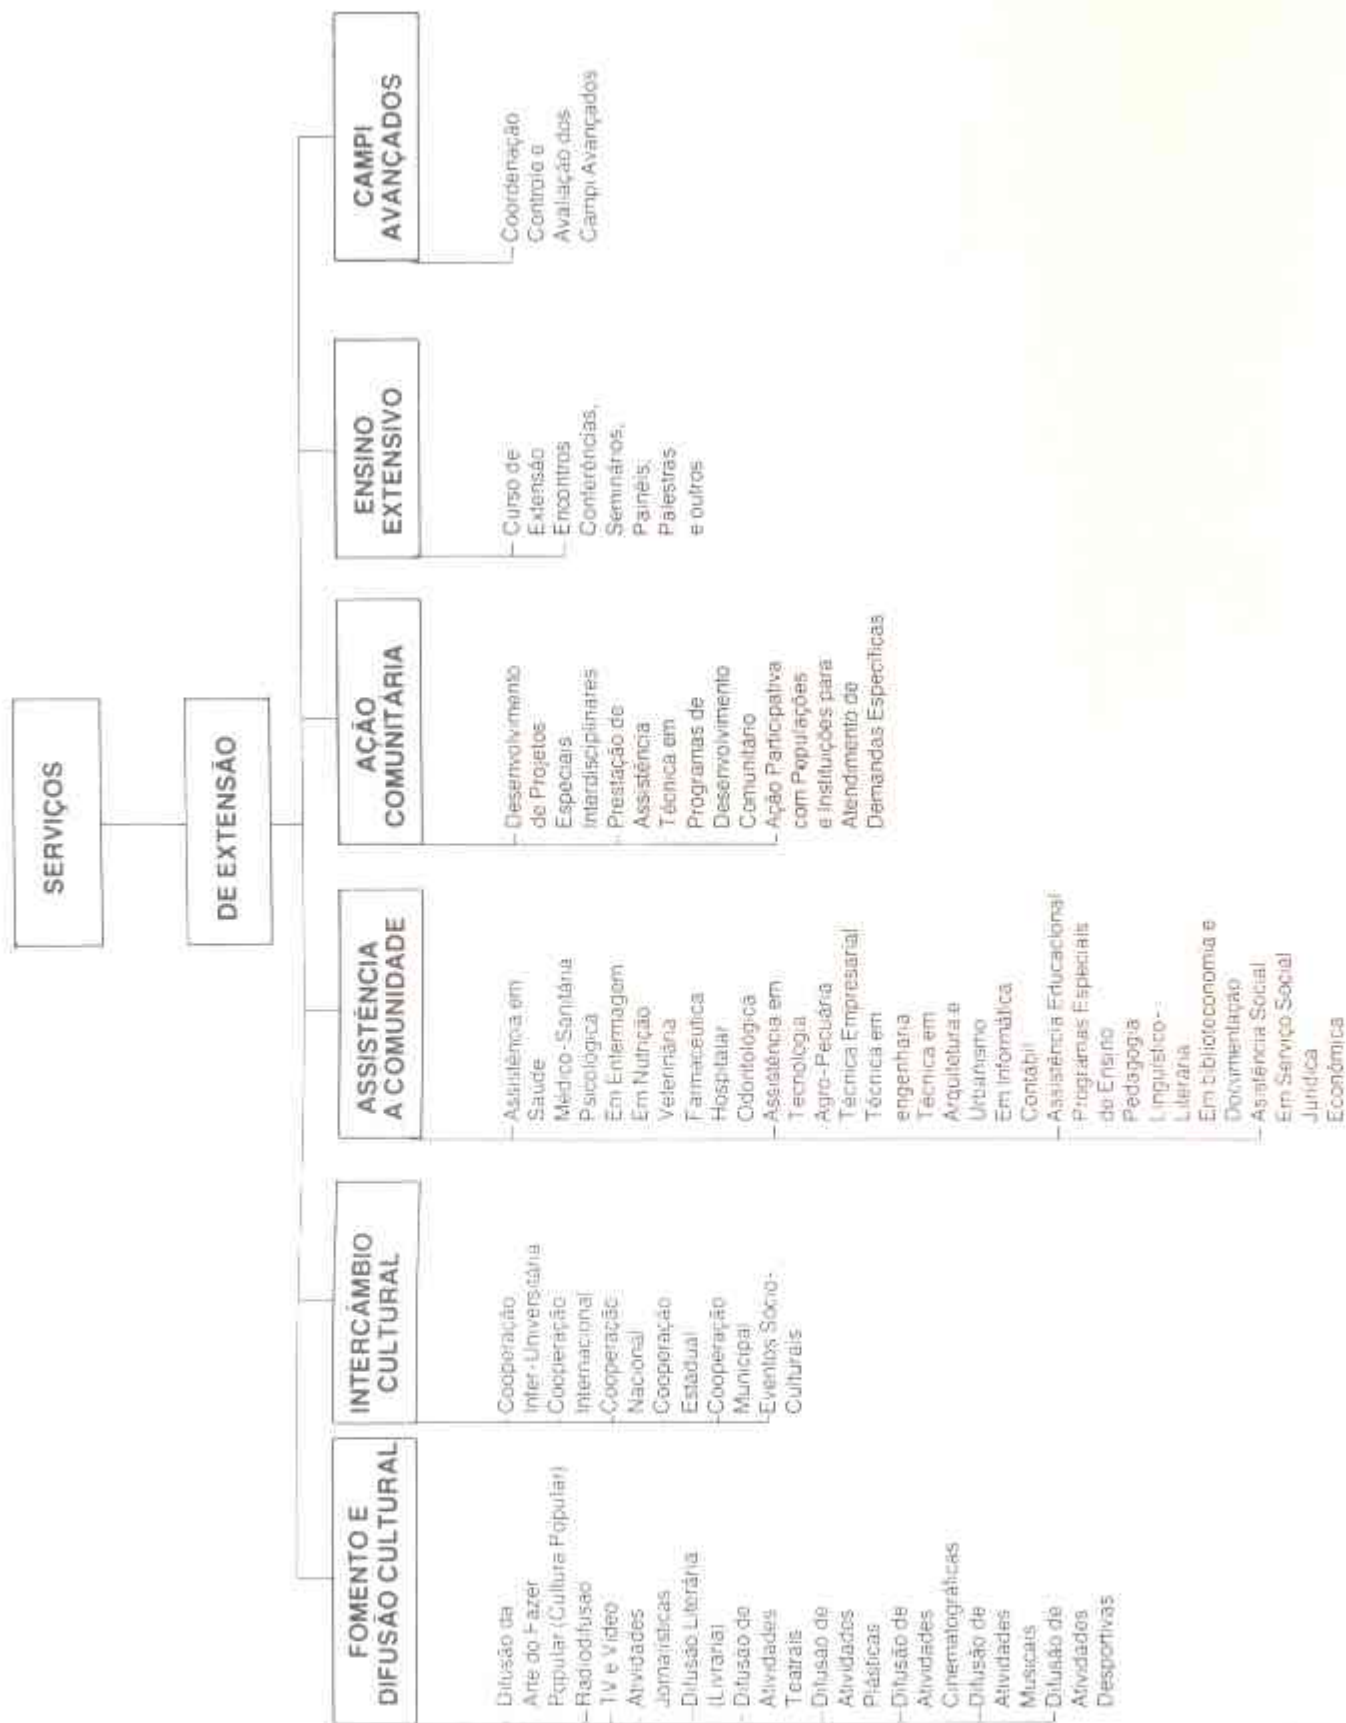 SERVIÇOS
DE EXTENSÃO
FOMENTO E
DIFUSÃO CULTURAL
Difusão da
Arte do Fazer
Popular (Cultura Popular)
Radiodifusão
TV e Vídeo
Atividades
Jornalísticas
Difusão Literária
(Livraria)
Difusão de
Atividades
Teatrais
Difusão de
Atividades
Plásticas
Difusão de
Atividades
Cinematográficas
Difusão de
Atividades
Musicais
Difusão de
Atividades
Desportivas
INTERCÂMBIO
CULTURAL
Cooperação
Inter-Universitária
Cooperação
Internacional
Cooperação
Nacional
Cooperação
Estadual
Cooperação
Municipal
Eventos Sócio-
Culturais
ASSISTÊNCIA
A COMUNIDADE
Assistência em
Saúde
Médico-Sanitária
Psicológica
Em Enfermagem
Em Nutrição
Veterinária
Farmacêutica
Hospitalar
Odontológica
Assistência em
Tecnologia
Agro-Pecuária
Técnica Empresarial
Técnica em
engenharia
Técnica em
Arquitetura e
Urbanismo
Em Informática
Contábil
Assistência Educacional
Programas Especiais
de Ensino
Pedagogia
Linguístico-
Literária
Em biblioteconomia e
Documentação
Assistência Social
Em Serviço Social
Jurídica
Econômica
AÇÃO
COMUNITÁRIA
Desenvolvimento
de Projetos
Especiais
Interdisciplinares
Prestação de
Assistência
Técnica em
Programas de
Desenvolvimento
Comunitário
Ação Participativa
com Populações
e Instituições para
Atendimento de
Demandas Específicas
ENSINO
EXTENSIVO
Curso de
Extensão
Encontros
Conferências,
Seminários,
Painéis,
Palestras
e outros
CAMPI
AVANÇADOS
Coordenação
Controle e
Avaliação dos
Campi Avançados